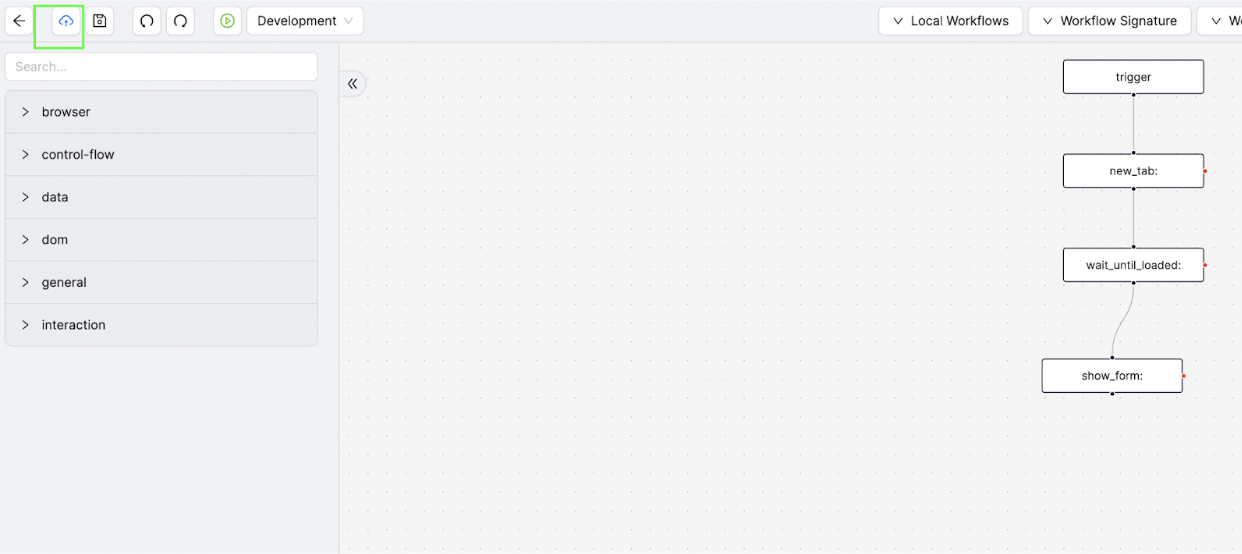 Development
Local Workflows
Workflow Signature
Search...
browser
control-flow
data
dom
general
interaction
trigger
new_tab:
wait_until_loaded:
show_form: